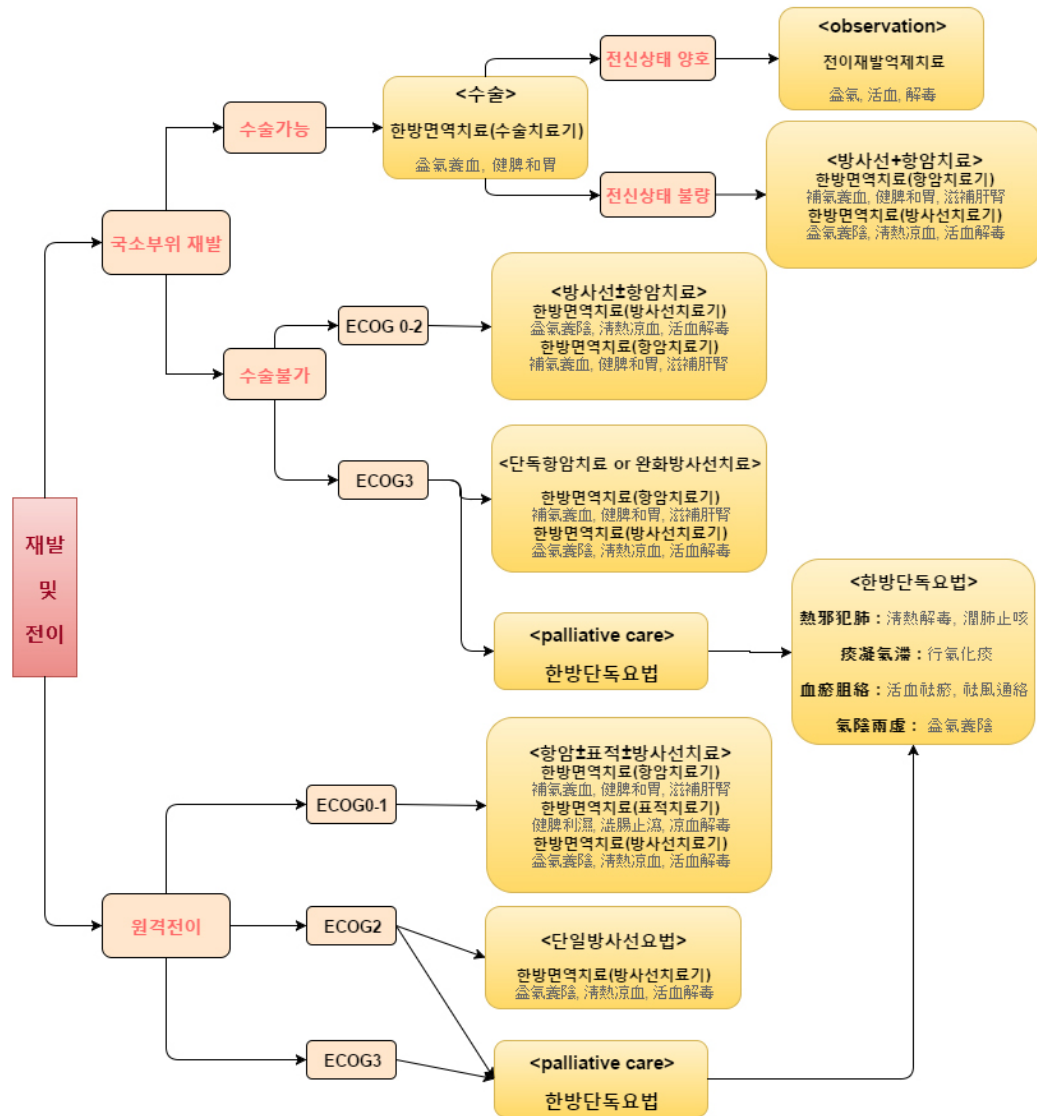 재발
및
전이
국소부위 재발
수술가능
<수술>
한방면역치료(수술치료기)
益氣養血, 健脾和胃
전신상태 양호
<observation>
전이재발억제치료
益氣, 活血, 解毒
전신상태 불량
<방사선+항암치료>
한방면역치료(항암치료기)
補氣養血, 健脾和胃, 滋補肝腎
한방면역치료(방사선치료기)
益氣養陰, 淸熱凉血, 活血解毒
수술불가
ECOG 0-2
<방사선±항암치료>
한방면역치료(방사선치료기)
益氣養陰, 淸熱凉血, 活血解毒
한방면역치료(항암치료기)
補氣養血, 健脾和胃, 滋補肝腎
ECOG3
<단독항암치료 or 완화방사선치료>
한방면역치료(항암치료기)
補氣養血, 健脾和胃, 滋補肝腎
한방면역치료(방사선치료기)
益氣養陰, 淸熱凉血, 活血解毒
<palliative care>
한방단독요법
<한방단독요법>
熱邪犯肺 : 淸熱解毒, 潤肺止咳
痰凝氣滯 : 行氣化痰
血瘀阻絡 : 活血祛瘀, 祛風通絡
氣陰兩虛 : 益氣養陰
원격전이
ECOG0-1
<항암±표적±방사선치료>
한방면역치료(항암치료기)
補氣養血, 健脾和胃, 滋補肝腎
한방면역치료(표적치료기)
健脾利濕, 澁腸止瀉, 凉血解毒
한방면역치료(방사선치료기)
益氣養陰, 淸熱凉血, 活血解毒
ECOG2
<단일방사선요법>
한방면역치료(방사선치료기)
益氣養陰, 淸熱凉血, 活血解毒
ECOG3
<palliative care>
한방단독요법